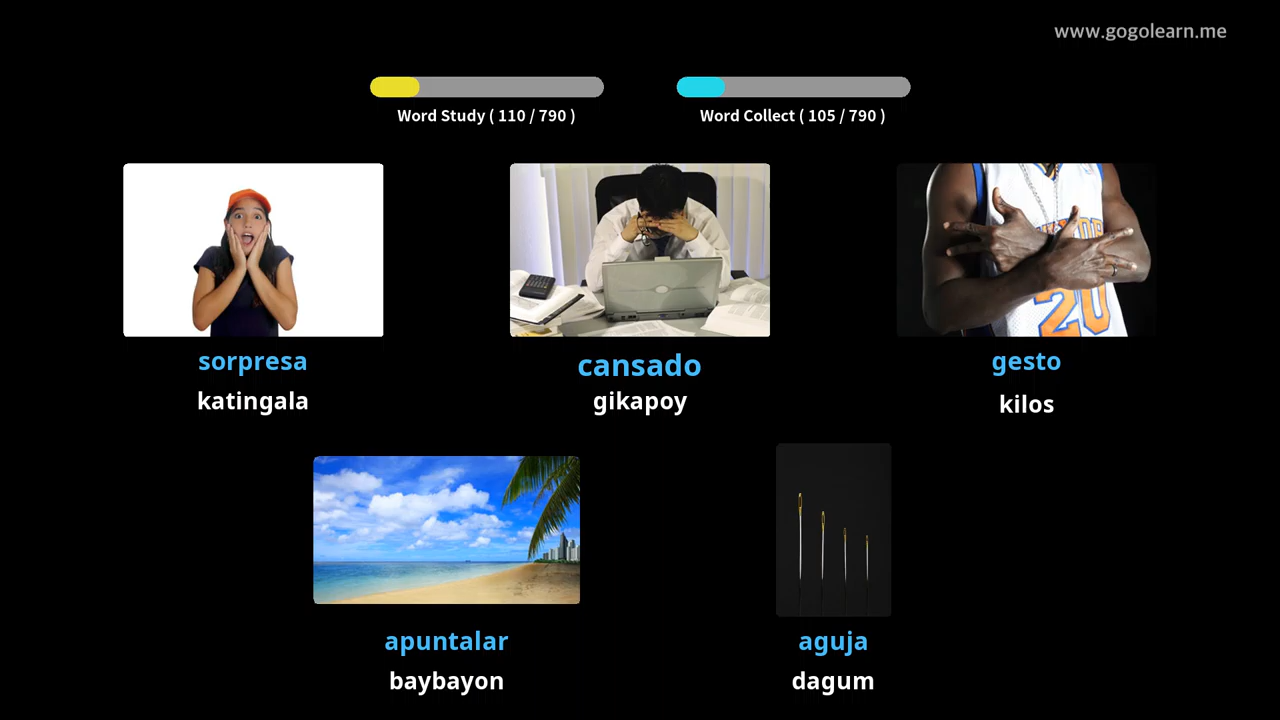 www.gogolearn.me
Word Study ( 110 / 790 )
Word Collect ( 105 / 790 )
sorpresa
katingala
cansado
gikapoy
gesto
kilos
20
apuntalar
baybayon
aguja
dagum